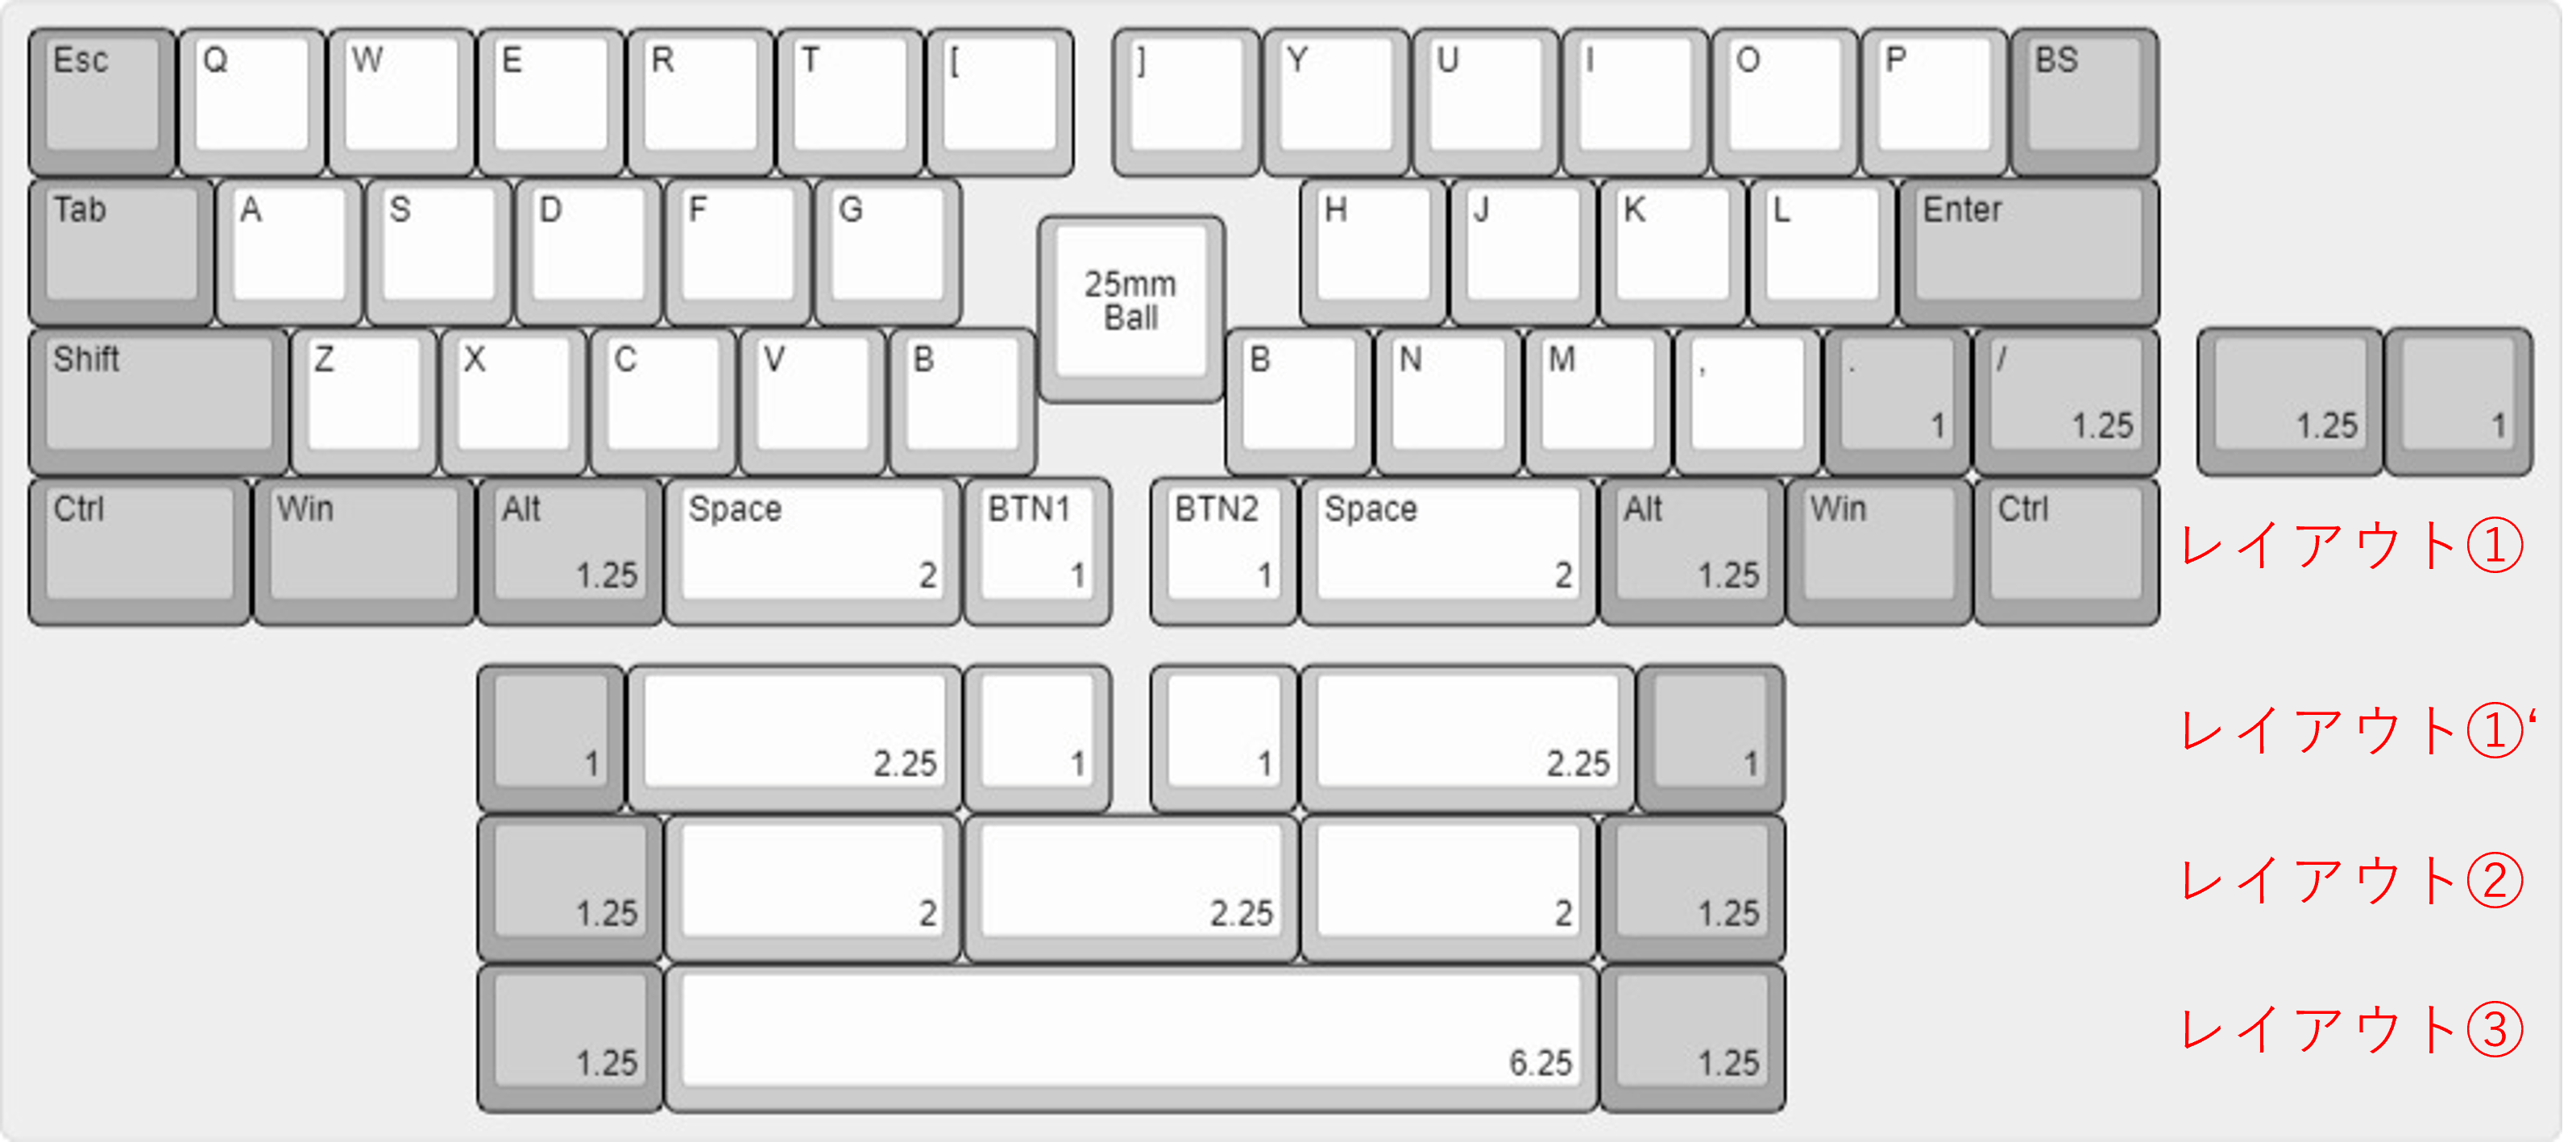 Esc Q W E R T [ ] Y U I O P BS
Tab A S D F G H J K L Enter
25mm
Ball
Shift Z X C V B B N M , . /
1 1.25 1.25 1
Ctrl Win Alt Space BTN1 BTN2 Space Alt Win Ctrl
レイアウト①
1.25 2 1 1 2 1.25
レイアウト①‘
1 2.25 1 1 2.25 1
レイアウト②
1.25 2 2.25 2 1.25
レイアウト③
1.25 6.25 1.25